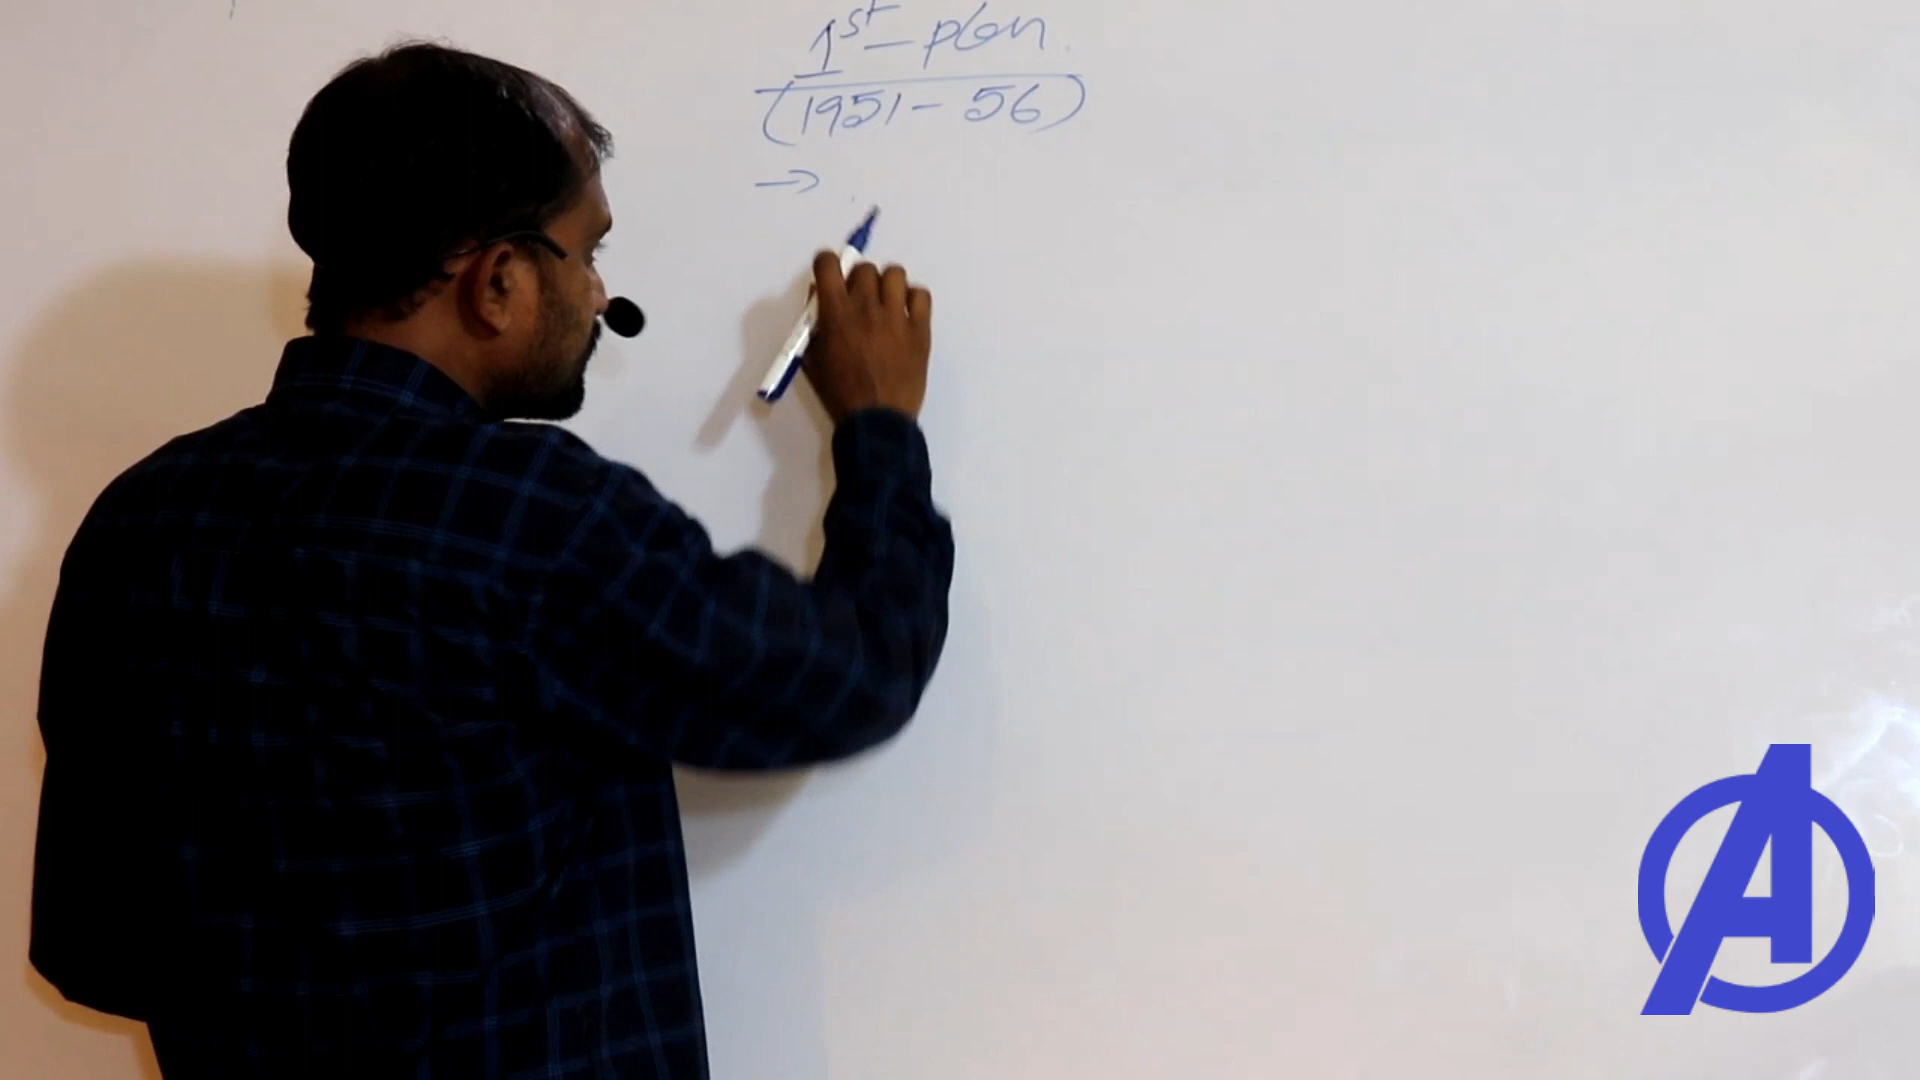 1st - plan
(1951 - 56)
→